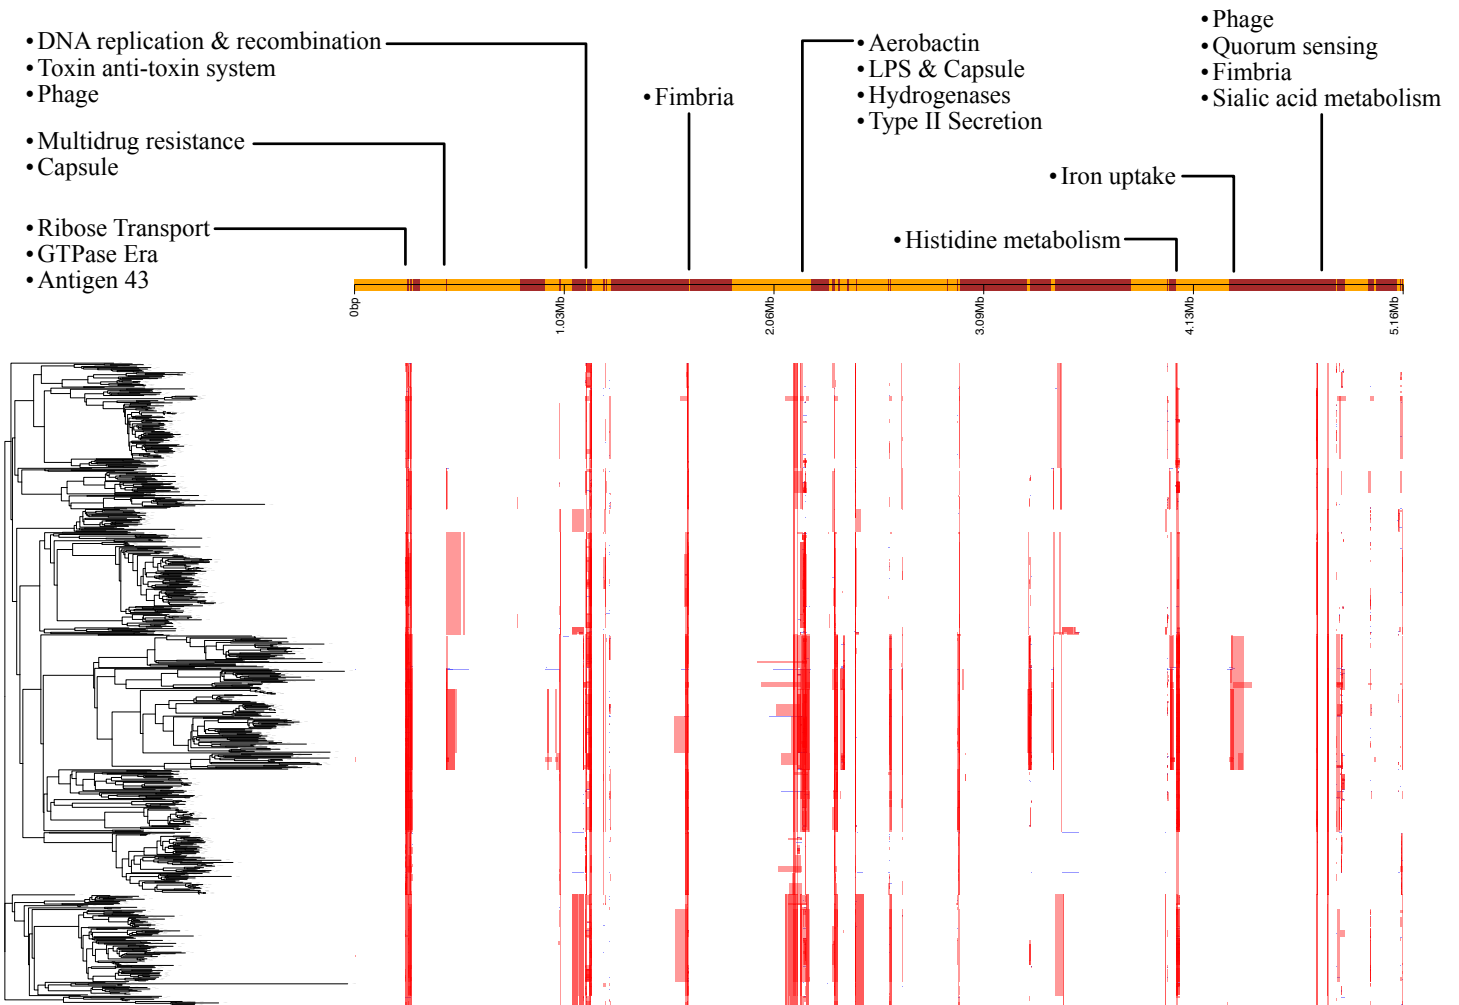 • DNA replication & recombination
• Toxin anti-toxin system
• Phage
• Multidrug resistance
• Capsule
• Ribose Transport
• GTPase Era
• Antigen 43
• Fimbria
• Aerobactin
• LPS & Capsule
• Hydrogenases
• Type II Secretion
• Histidine metabolism
• Iron uptake
• Phage
• Quorum sensing
• Fimbria
• Sialic acid metabolism
0bp
1.03Mb
2.06Mb
3.09Mb
4.13Mb
5.16Mb